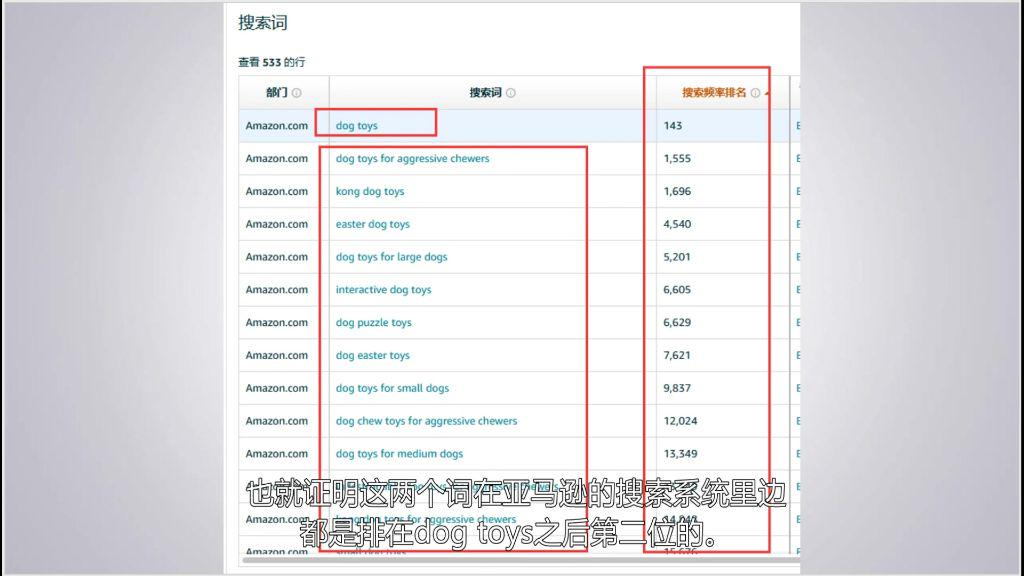 搜索词
查看 533 的行
部门 搜索词 搜索频率排名
Amazon.com dog toys 143
Amazon.com dog toys for aggressive chewers 1,555
Amazon.com kong dog toys 1,696
Amazon.com easter dog toys 4,540
Amazon.com dog toys for large dogs 5,201
Amazon.com interactive dog toys 6,605
Amazon.com dog puzzle toys 6,629
Amazon.com dog easter toys 7,621
Amazon.com dog toys for small dogs 9,837
Amazon.com dog chew toys for aggressive chewers 12,024
Amazon.com dog toys for medium dogs 13,349
也就证明这两个词在亚马逊的搜索系统里边
都是排在dog toys之后第二位的。